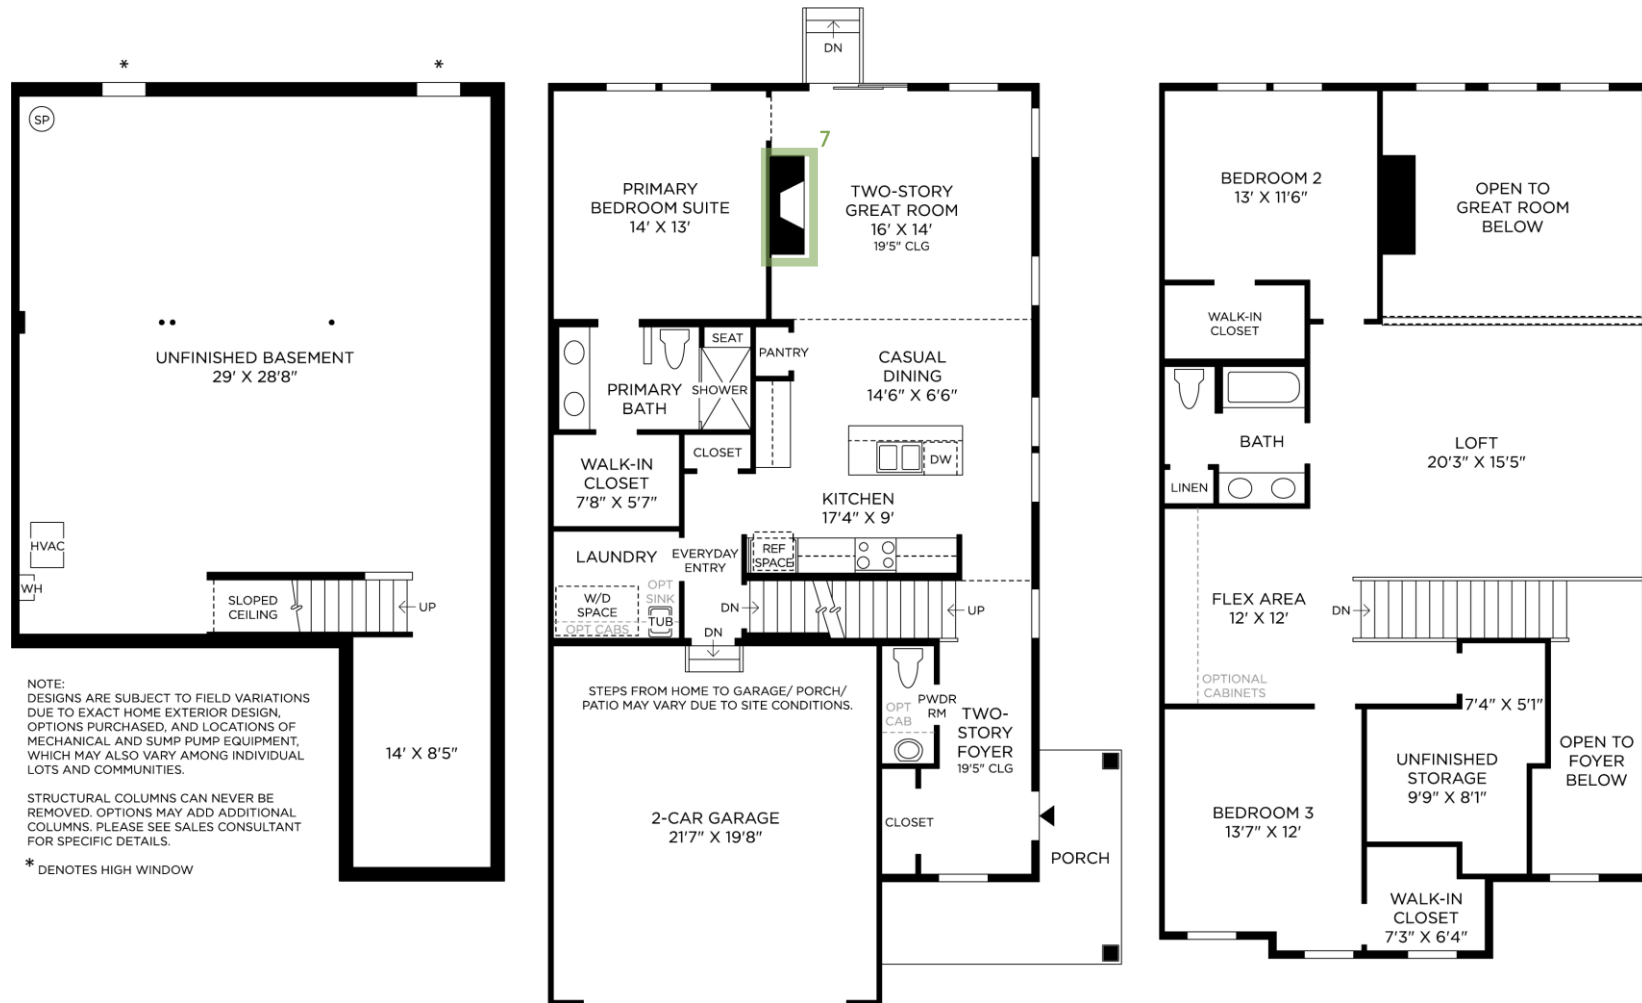 *
*
SP
UNFINISHED BASEMENT
29' X 28'8"
HVAC
WH
SLOPED
CEILING
UP
14' X 8'5"
NOTE:
DESIGNS ARE SUBJECT TO FIELD VARIATIONS
DUE TO EXACT HOME EXTERIOR DESIGN,
OPTIONS PURCHASED, AND LOCATIONS OF
MECHANICAL AND SUMP PUMP EQUIPMENT,
WHICH MAY ALSO VARY AMONG INDIVIDUAL
LOTS AND COMMUNITIES.
STRUCTURAL COLUMNS CAN NEVER BE
REMOVED. OPTIONS MAY ADD ADDITIONAL
COLUMNS. PLEASE SEE SALES CONSULTANT
FOR SPECIFIC DETAILS.
* DENOTES HIGH WINDOW
DN
7
PRIMARY
BEDROOM SUITE
14' X 13'
TWO-STORY
GREAT ROOM
16' X 14'
19'5" CLG
SEAT
SHOWER
PANTRY
PRIMARY
BATH
CASUAL
DINING
14'6" X 6'6"
CLOSET
DW
WALK-IN
CLOSET
7'8" X 5'7"
KITCHEN
17'4" X 9'
LAUNDRY
EVERYDAY
ENTRY
REF
SPACE
OPT
SINK
W/D
SPACE
OPT CABS
TUB
DN
UP
DN
STEPS FROM HOME TO GARAGE/ PORCH/
PATIO MAY VARY DUE TO SITE CONDITIONS.
OPT
CAB
PWDR
RM
TWO-
STORY
FOYER
19'5" CLG
2-CAR GARAGE
21'7" X 19'8"
CLOSET
PORCH
BEDROOM 2
13' X 11'6"
OPEN TO
GREAT ROOM
BELOW
WALK-IN
CLOSET
BATH
LINEN
LOFT
20'3" X 15'5"
FLEX AREA
12' X 12'
DN
OPTIONAL
CABINETS
7'4" X 5'1"
UNFINISHED
STORAGE
9'9" X 8'1"
OPEN TO
FOYER
BELOW
BEDROOM 3
13'7" X 12'
WALK-IN
CLOSET
7'3" X 6'4"